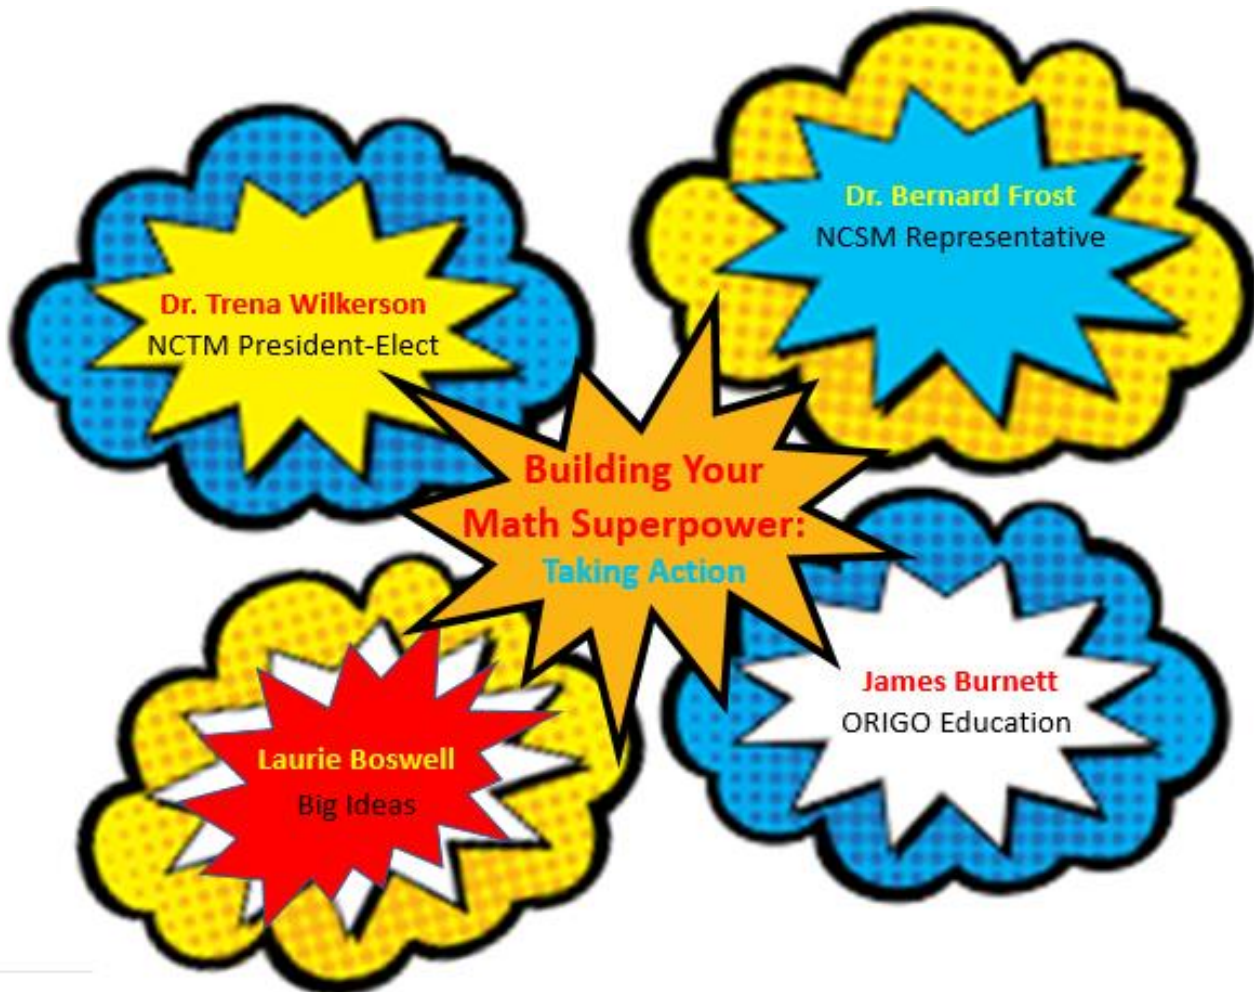 Dr. Trena Wilkerson
NCTM President-Elect
Dr. Bernard Frost
NCSM Representative
Building Your
Math Superpower:
Taking Action
Laurie Boswell
Big Ideas
James Burnett
ORIGO Education